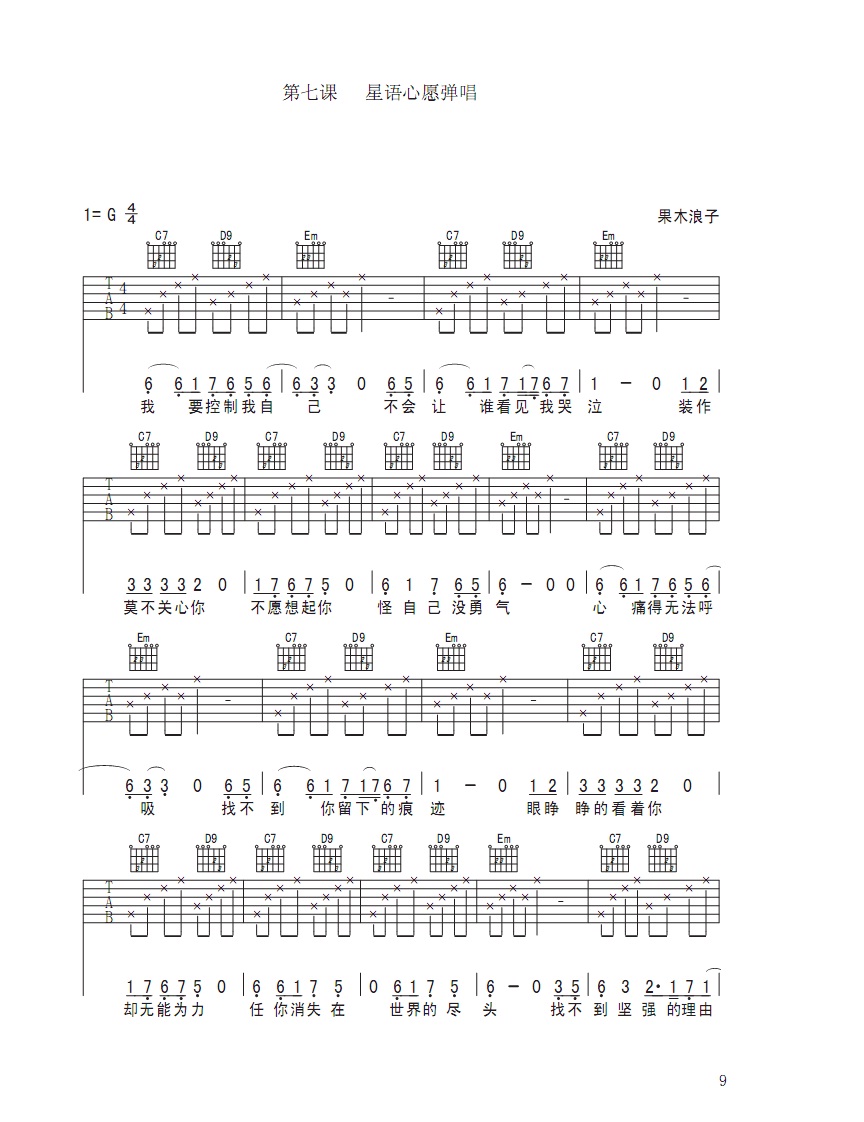 第七课 星语心愿弹唱
1= G 4/4 果木浪子
C7 D9 Em C7 D9 Em
T A B 4 4 - -
6 6 1 7 6 5 6 6 3 3 0 6 5 6 6 1 7 1 7 6 7 1 - 0 1 2
我 要控制我自 己 不会 让 谁看见我哭 泣 装作
C7 D9 C7 D9 C7 D9 Em C7 D9
T A B -
3 3 3 3 2 0 1 7 6 7 5 0 6 1 7 6 5 6 - 0 0 6 6 1 7 6 5 6
莫不关心你 不愿想起你 怪自己没勇 气 心 痛得无法呼
Em C7 D9 Em C7 D9
T A B - -
6 3 3 0 6 5 6 6 1 7 1 7 6 7 1 - 0 1 2 3 3 3 3 2 0
吸 找不 到 你留下的痕 迹 眼睁 睁的看着你
C7 D9 C7 D9 C7 D9 Em C7 D9
T A B -
1 7 6 7 5 0 6 6 1 7 5 0 6 1 7 5 6 - 0 3 5 6 3 2· 1 7 1
却无能为力 任你消失在 世界的尽 头 找不 到坚强的理由
9